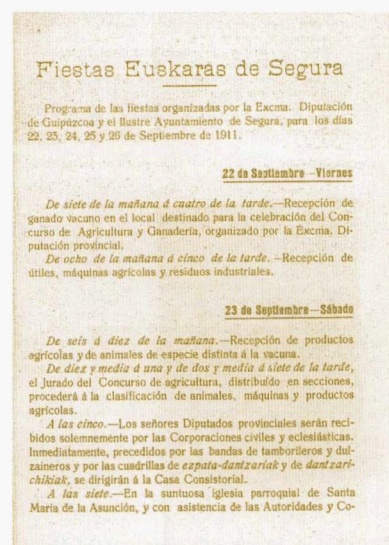 Fiestas Euskaras de Segura
Programa de las fiestas organizadas por la Excma. Diputación
de Guipúzcoa y el Ilustre Ayuntamiento de Segura, para los días
22, 23, 24, 25 y 26 de Septiembre de 1911.
22 de Septiembre—Viernes
De siete de la mañana á cuatro de la tarde.—Recepción de
ganado vacuno en el local destinado para la celebración del Con-
curso de Agricultura y Ganadería, organizado por la Excma. Di-
putación provincial.
De ocho de la mañana á cinco de la tarde.—Recepción de
útiles, máquinas agrícolas y residuos industriales.
23 de Septiembre—Sábado
De seis á diez de la mañana.—Recepción de productos
agrícolas y de animales de especie distinta á la vacuna.
De diez y media á una y de dos y media á siete de la tarde,
el Jurado del Concurso de agricultura, distribuído en secciones,
procederá á la clasificación de animales, máquinas y productos
agrícolas.
A las cinco.—Los señores Diputados provinciales serán reci-
bidos solemnemente por las Corporaciones civiles y eclesiásticas.
Inmediatamente, precedidos por las bandas de tamborileros y dul-
zaineros y por las cuadrillas de ezpata-dantzariak y de dantzari-
chikiak, se dirigirán á la Casa Consistorial.
A las siete.—En la suntuosa iglesia parroquial de Santa
María de la Asunción, y con asistencia de las Autoridades y Co-